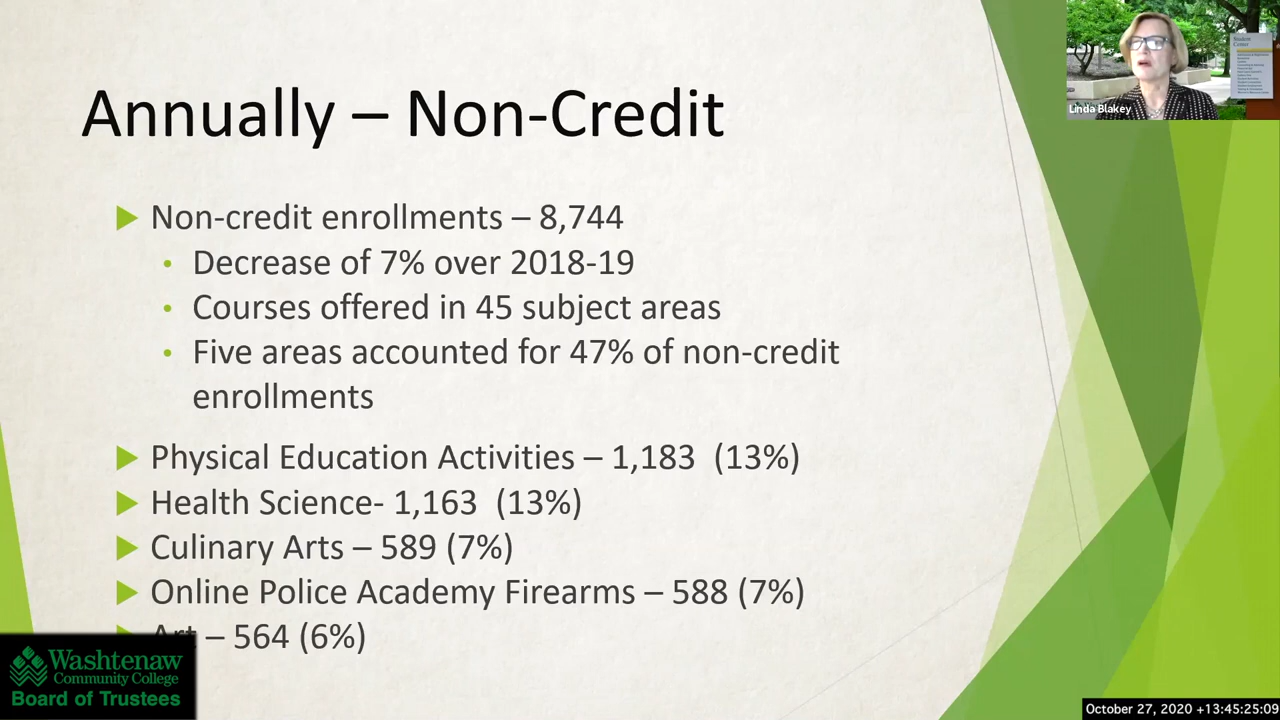 Annually – Non-Credit
Non-credit enrollments – 8,744
Decrease of 7% over 2018-19
Courses offered in 45 subject areas
Five areas accounted for 47% of non-credit
enrollments
Physical Education Activities – 1,183 (13%)
Health Science- 1,163 (13%)
Culinary Arts – 589 (7%)
Online Police Academy Firearms – 588 (7%)
Art – 564 (6%)
Student
Center
Linda Blakey
Washtenaw
Community College
Board of Trustees
October 27, 2020 +13:45:25:09